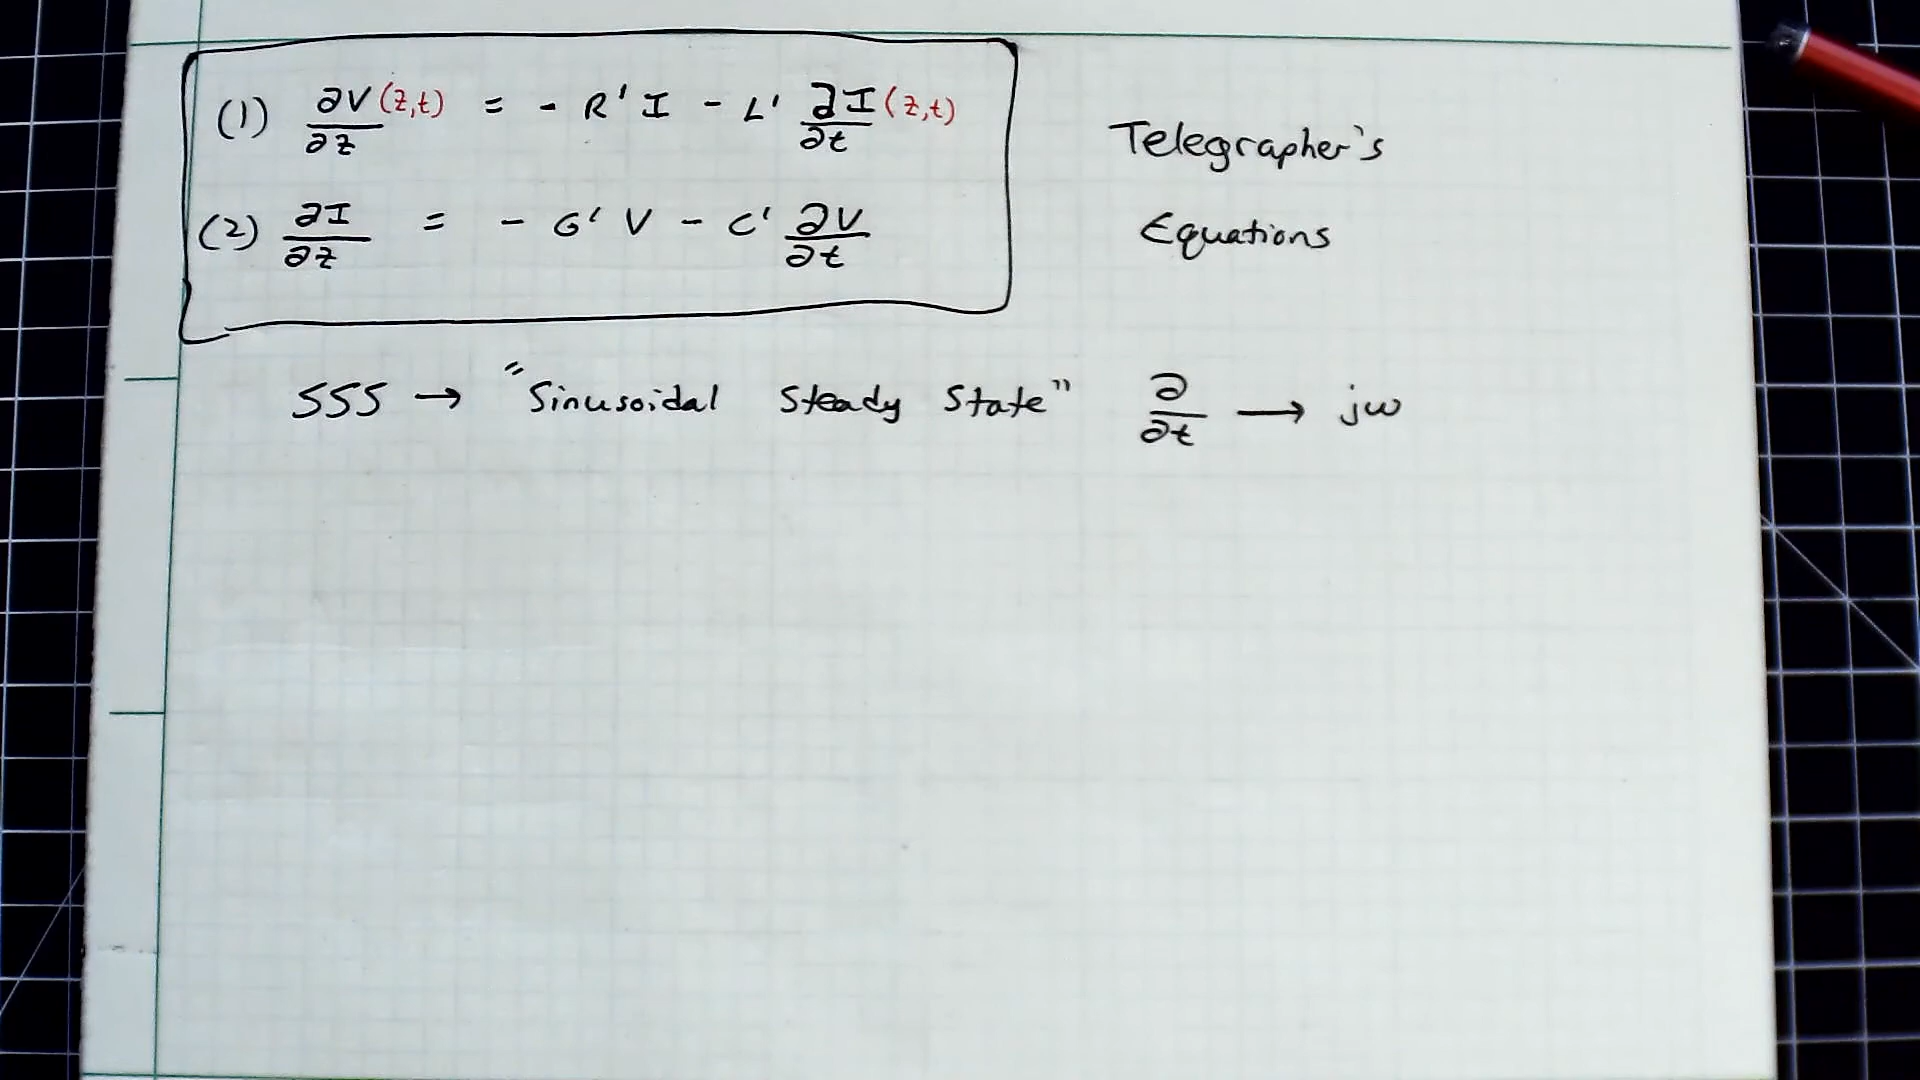 (1) ∂V(z,t)/∂z = - R' I - L' ∂I(z,t)/∂t
Telegrapher's
(2) ∂I/∂z = - G' V - C' ∂V/∂t
Equations
SSS → "Sinusoidal Steady State" ∂/∂t → jω